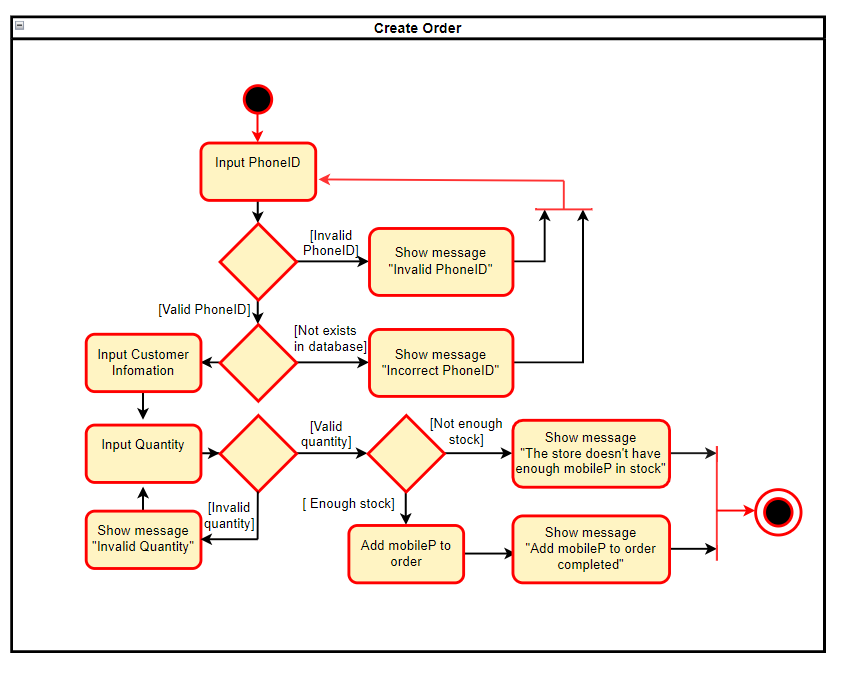 Create Order
Input PhoneID
[Invalid
PhoneID]
Show message
"Invalid PhoneID"
[Valid PhoneID]
[Not exists
in database]
Show message
"Incorrect PhoneID"
Input Customer
Infomation
Input Quantity
[Valid
quantity]
[Not enough
stock]
Show message
"The store doesn't have
enough mobileP in stock"
[Invalid
quantity]
Show message
"Invalid Quantity"
[ Enough stock]
Add mobileP to
order
Show message
"Add mobileP to order
completed"